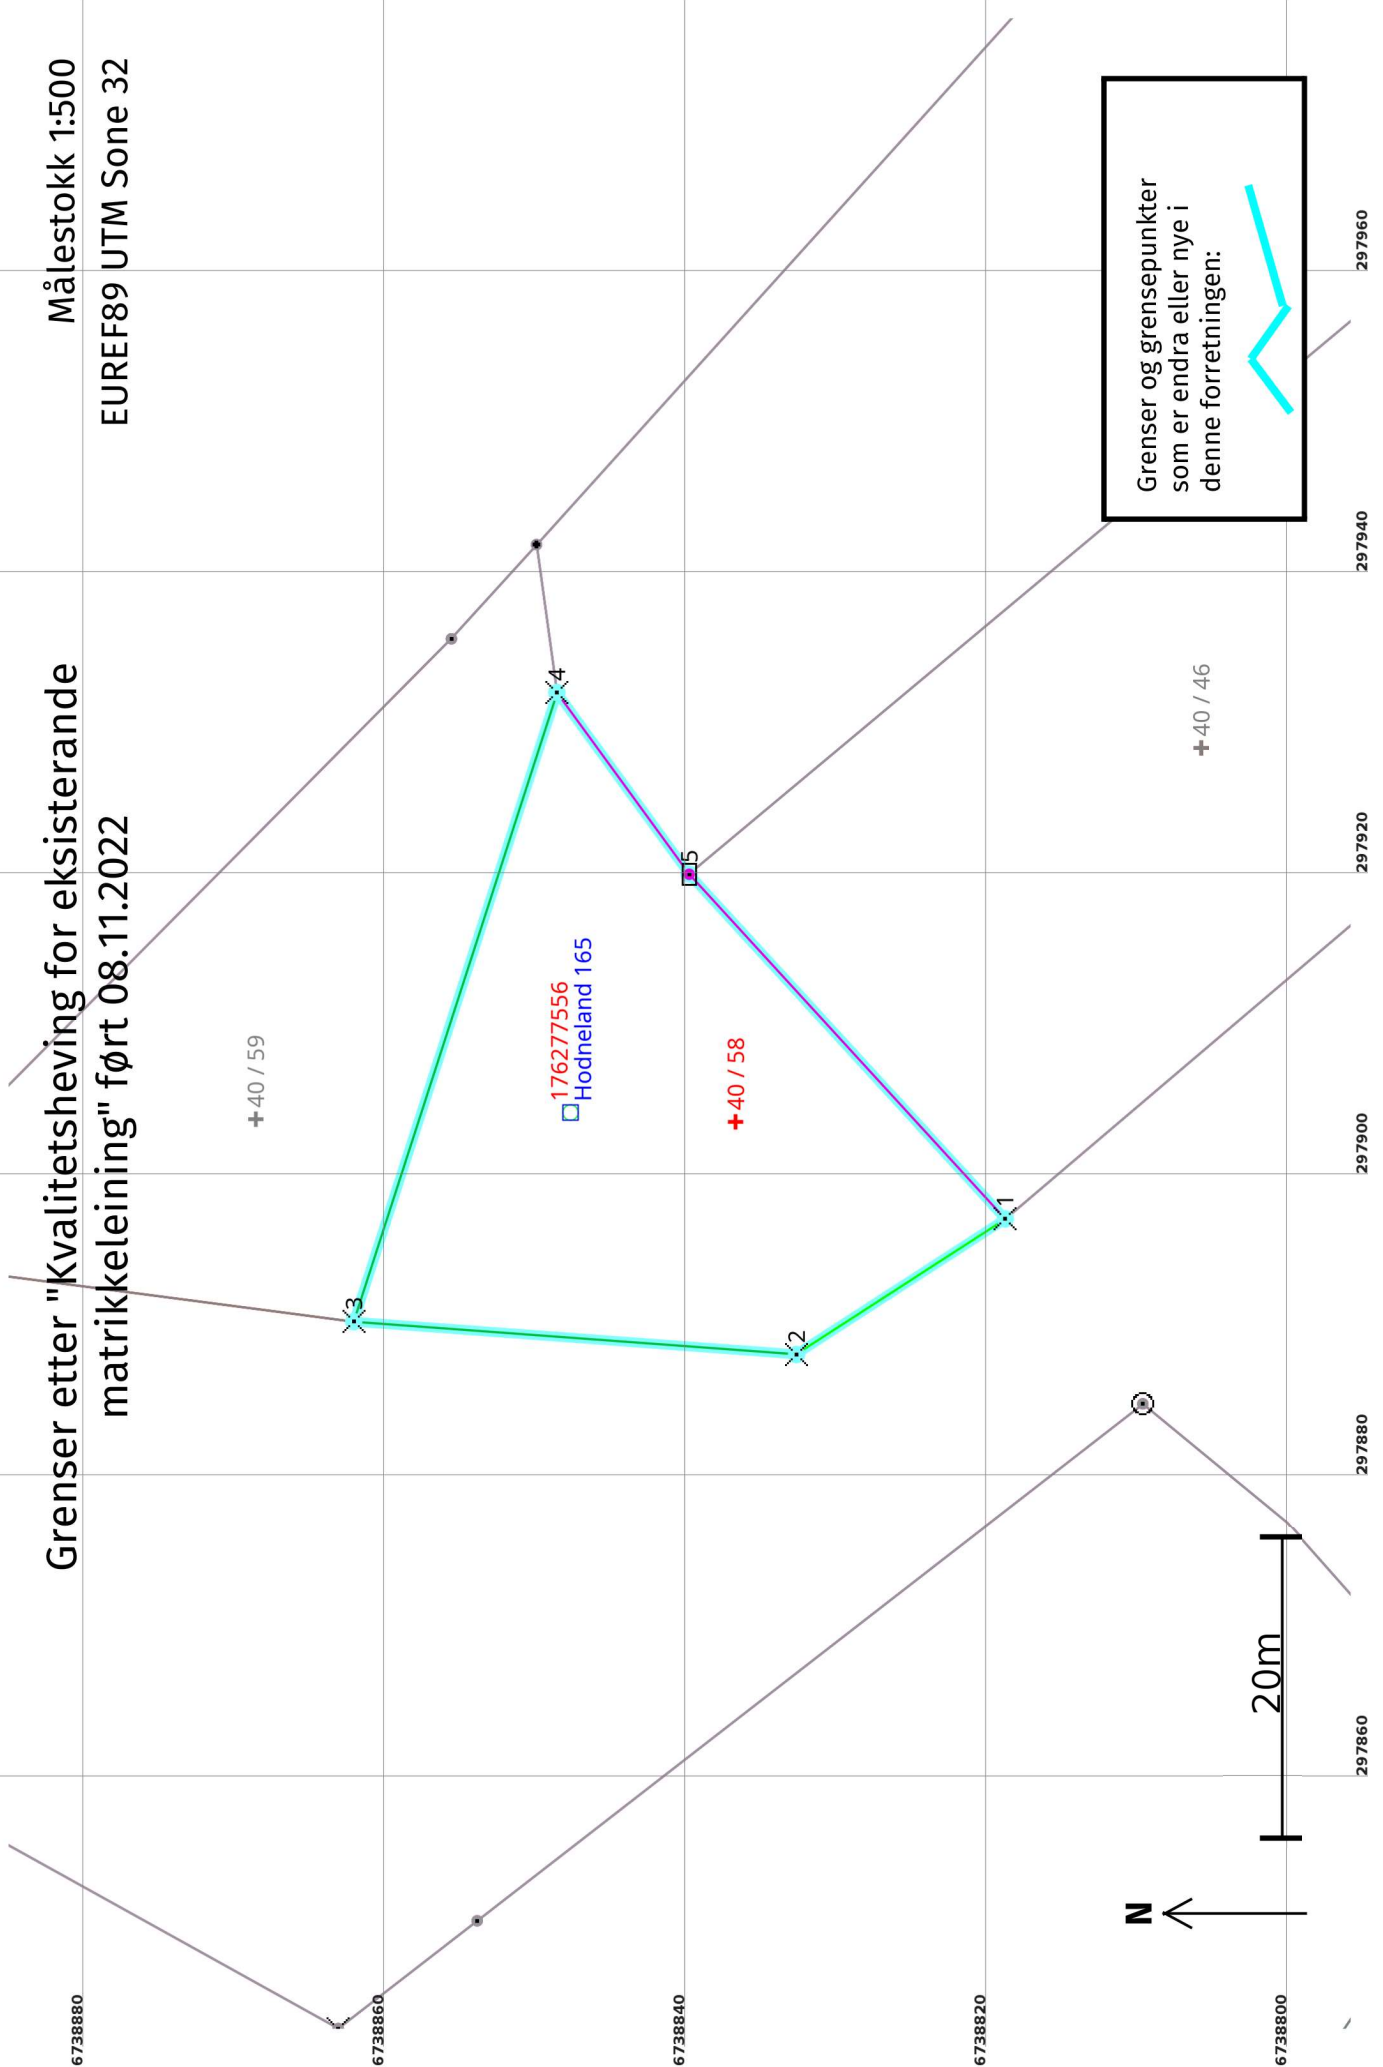 Grenser etter "Kvalitetsheving for eksisterande
matrikkeleining" ført 08.11.2022
Målestokk 1:500
EUREF89 UTM Sone 32
40 / 59
176277556
Hodneland 165
40 / 58
40 / 46
3
4
5
2
1
Grenser og grensepunkter
som er endra eller nye i
denne forretningen:
N
20m
6738880
6738860
6738840
6738820
6738800
297860
297880
297900
297920
297940
297960